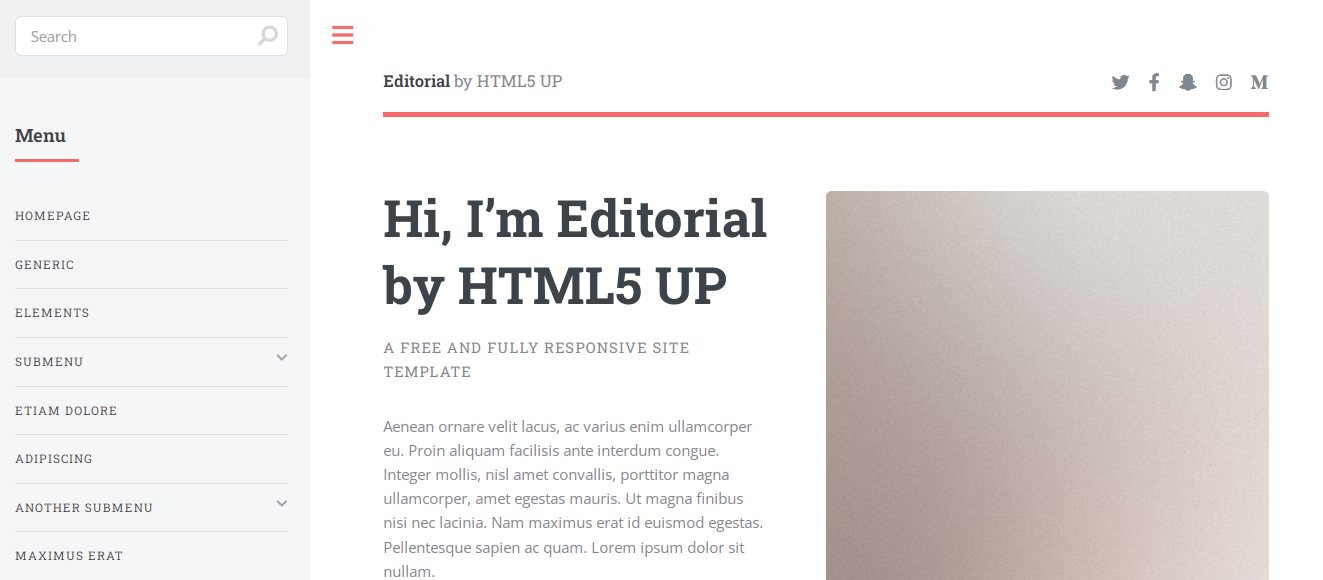 Search
Menu
HOMEPAGE
GENERIC
ELEMENTS
SUBMENU
ETIAM DOLORE
ADIPISCING
ANOTHER SUBMENU
MAXIMUS ERAT
Editorial by HTML5 UP
Hi, I’m Editorial
by HTML5 UP
A FREE AND FULLY RESPONSIVE SITE
TEMPLATE
Aenean ornare velit lacus, ac varius enim ullamcorper
eu. Proin aliquam facilisis ante interdum congue.
Integer mollis, nisl amet convallis, porttitor magna
ullamcorper, amet egestas mauris. Ut magna finibus
nisi nec lacinia. Nam maximus erat id euismod egestas.
Pellentesque sapien ac quam. Lorem ipsum dolor sit
nullam.